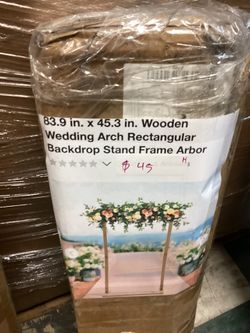 83.9 in. x 45.3 in. Wooden
Wedding Arch Rectangular
Backdrop Stand Frame Arbor
$45